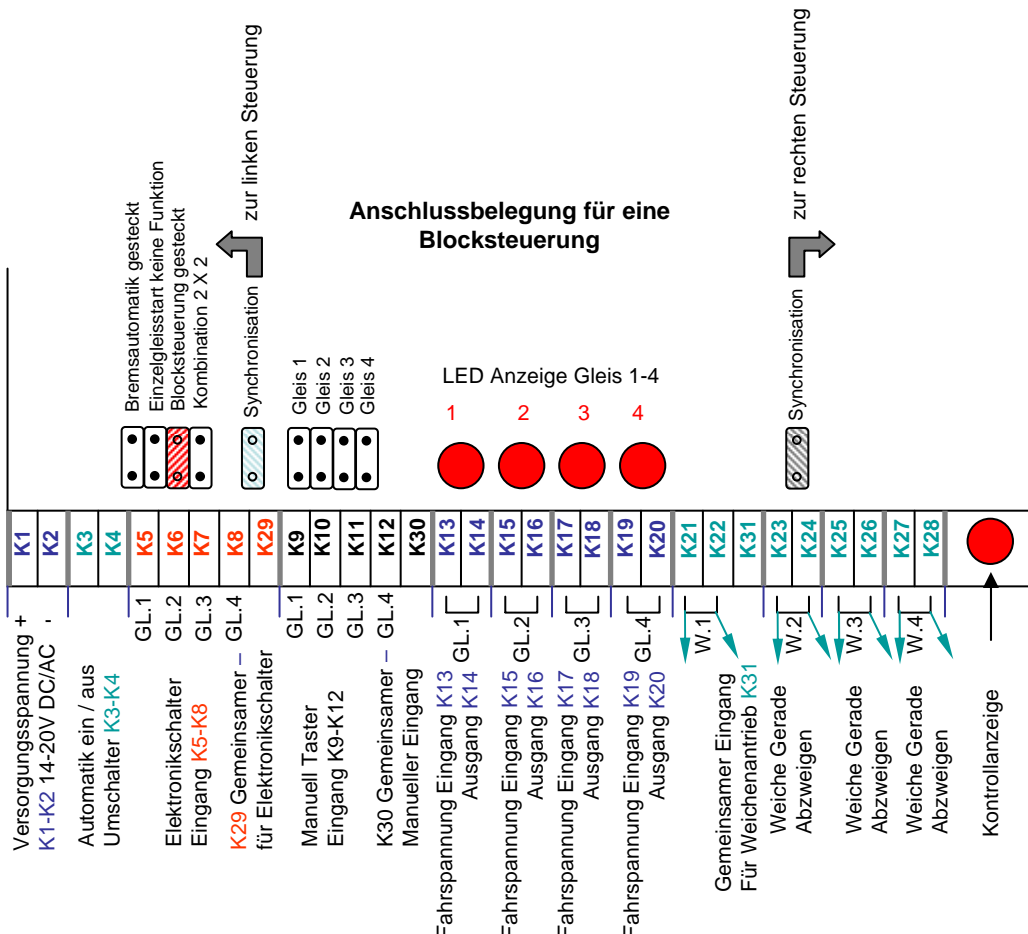 Anschlussbelegung für eine
Blocksteuerung
Bremsautomatik gesteckt
Einzelgleisstart keine Funktion
Blocksteuerung gesteckt
Kombination 2 X 2
Synchronisation
zur linken Steuerung
Gleis 1
Gleis 2
Gleis 3
Gleis 4
LED Anzeige Gleis 1-4
1
2
3
4
Synchronisation
zur rechten Steuerung
K1
K2
K3
K4
K5
K6
K7
K8
K29
K9
K10
K11
K12
K30
K13
K14
K15
K16
K17
K18
K19
K20
K21
K22
K31
K23
K24
K25
K26
K27
K28
GL.1
GL.2
GL.3
GL.4
GL.1
GL.2
GL.3
GL.4
GL.1
GL.2
GL.3
GL.4
W.1
W.2
W.3
W.4
Versorgungsspannung +
K1-K2 14-20V DC/AC -
Automatik ein / aus
Umschalter K3-K4
Elektronikschalter
Eingang K5-K8
K29 Gemeinsamer –
für Elektronikschalter
Manuell Taster
Eingang K9-K12
K30 Gemeinsamer –
Manueller Eingang
Fahrspannung Eingang K13
Ausgang K14
Fahrspannung Eingang K15
Ausgang K16
Fahrspannung Eingang K17
Ausgang K18
Fahrspannung Eingang K19
Ausgang K20
Gemeinsamer Eingang
Für Weichenantrieb K31
Weiche Gerade
Abzweigen
Weiche Gerade
Abzweigen
Weiche Gerade
Abzweigen
Kontrollanzeige